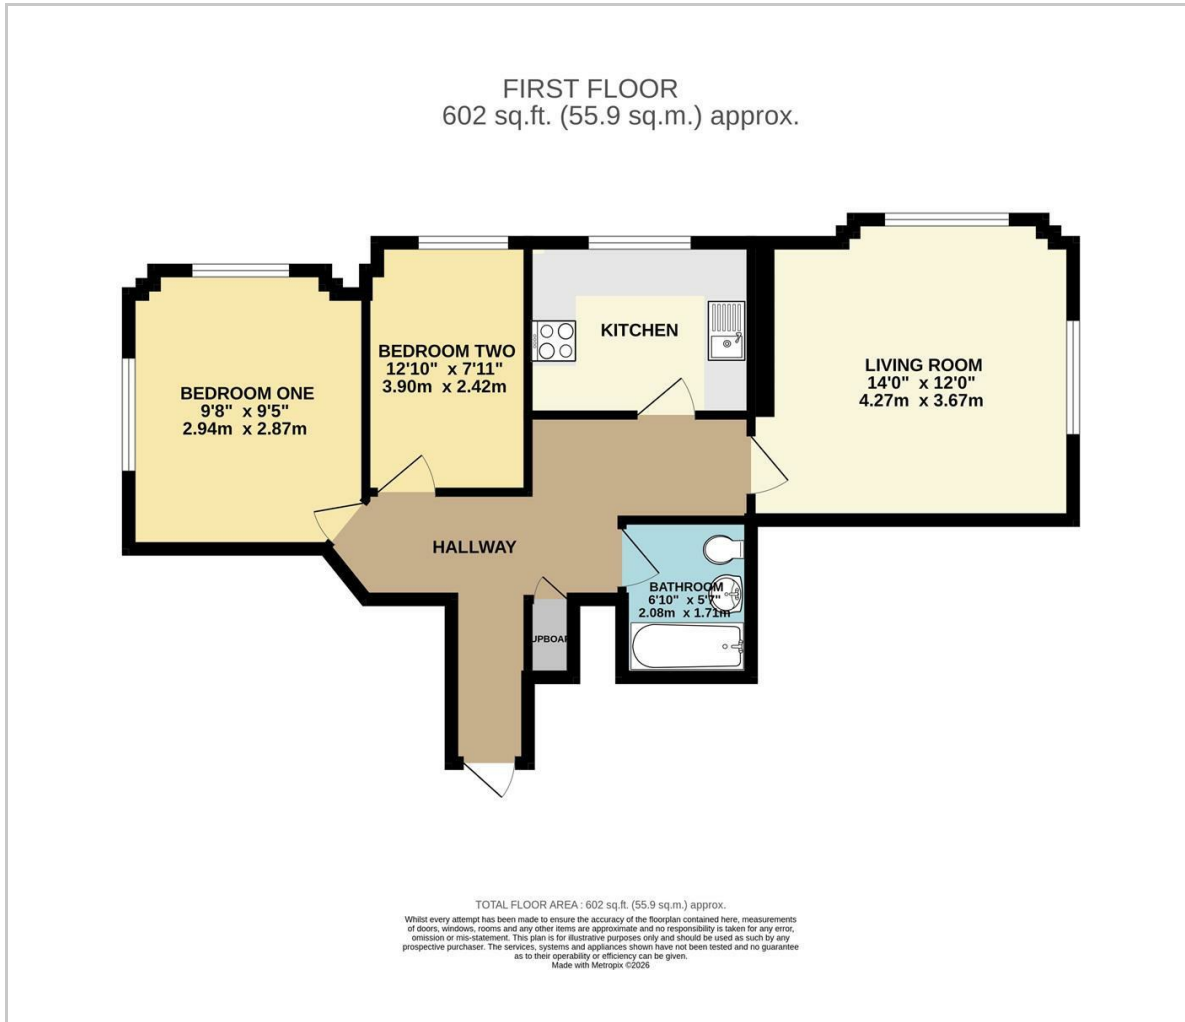 FIRST FLOOR
602 sq.ft. (55.9 sq.m.) approx.
BEDROOM ONE
9'8" x 9'5"
2.94m x 2.87m
BEDROOM TWO
12'10" x 7'11"
3.90m x 2.42m
KITCHEN
LIVING ROOM
14'0" x 12'0"
4.27m x 3.67m
HALLWAY
BATHROOM
6'10" x 5'7"
2.08m x 1.71m
UPBOAR
TOTAL FLOOR AREA : 602 sq.ft. (55.9 sq.m.) approx.
Whilst every attempt has been made to ensure the accuracy of the floorplan contained here, measurements
of doors, windows, rooms and any other items are approximate and no responsibility is taken for any error,
omission or mis-statement. This plan is for illustrative purposes only and should be used as such by any
prospective purchaser. The services, systems and appliances shown have not been tested and no guarantee
as to their operability or efficiency can be given.
Made with Metropix ©2026